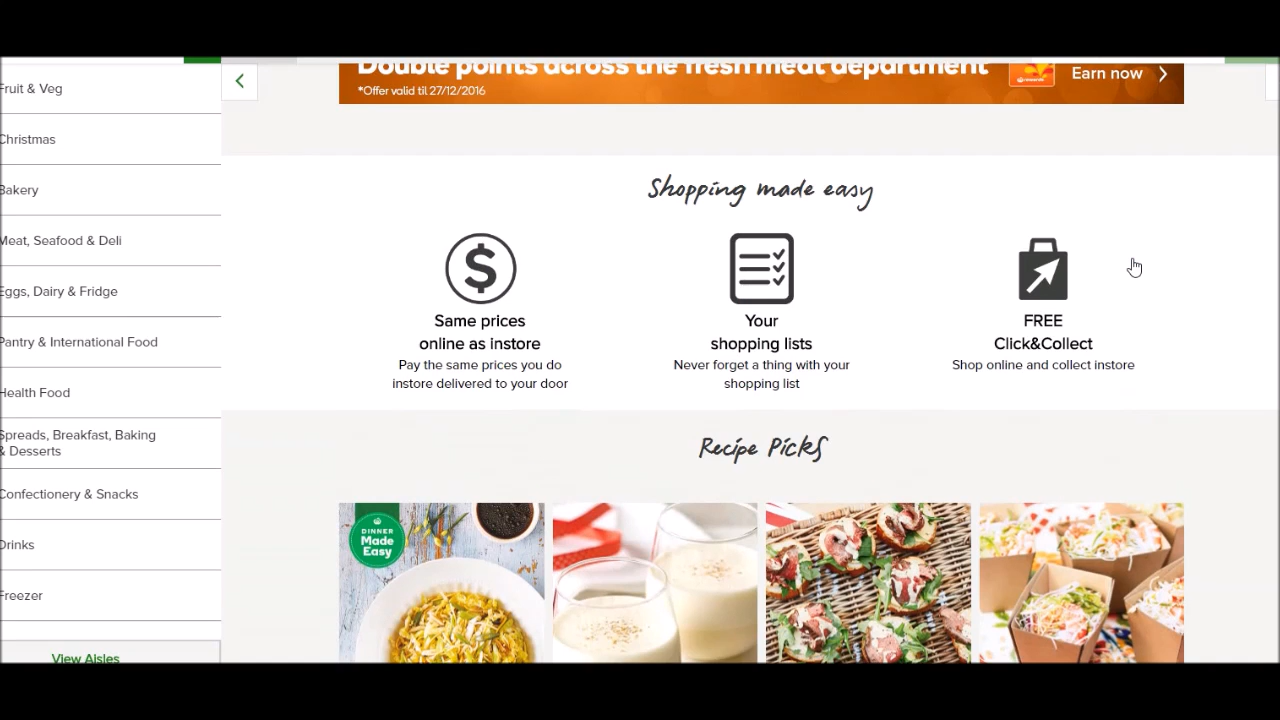 Double points across the fresh meat department
*Offer valid til 27/12/2016
Earn now
Fruit & Veg
Christmas
Bakery
Meat, Seafood & Deli
Eggs, Dairy & Fridge
Pantry & International Food
Health Food
Spreads, Breakfast, Baking
& Desserts
Confectionery & Snacks
Drinks
Freezer
View Aisles
Shopping made easy
Same prices
online as instore
Pay the same prices you do
instore delivered to your door
Your
shopping lists
Never forget a thing with your
shopping list
FREE
Click&Collect
Shop online and collect instore
Recipe Picks
DINNER
Made
Easy